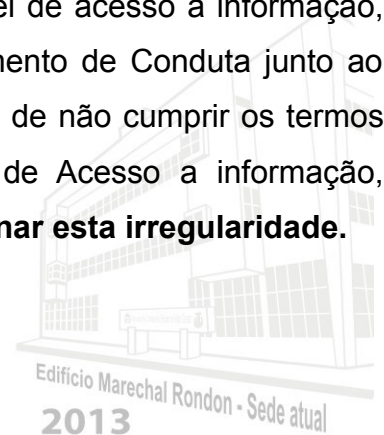 el de acesso a informação,
mento de Conduta junto ao
de não cumprir os termos
de Acesso a informação,
nar esta irregularidade.
Edifício Marechal Rondon - Sede atual
2013